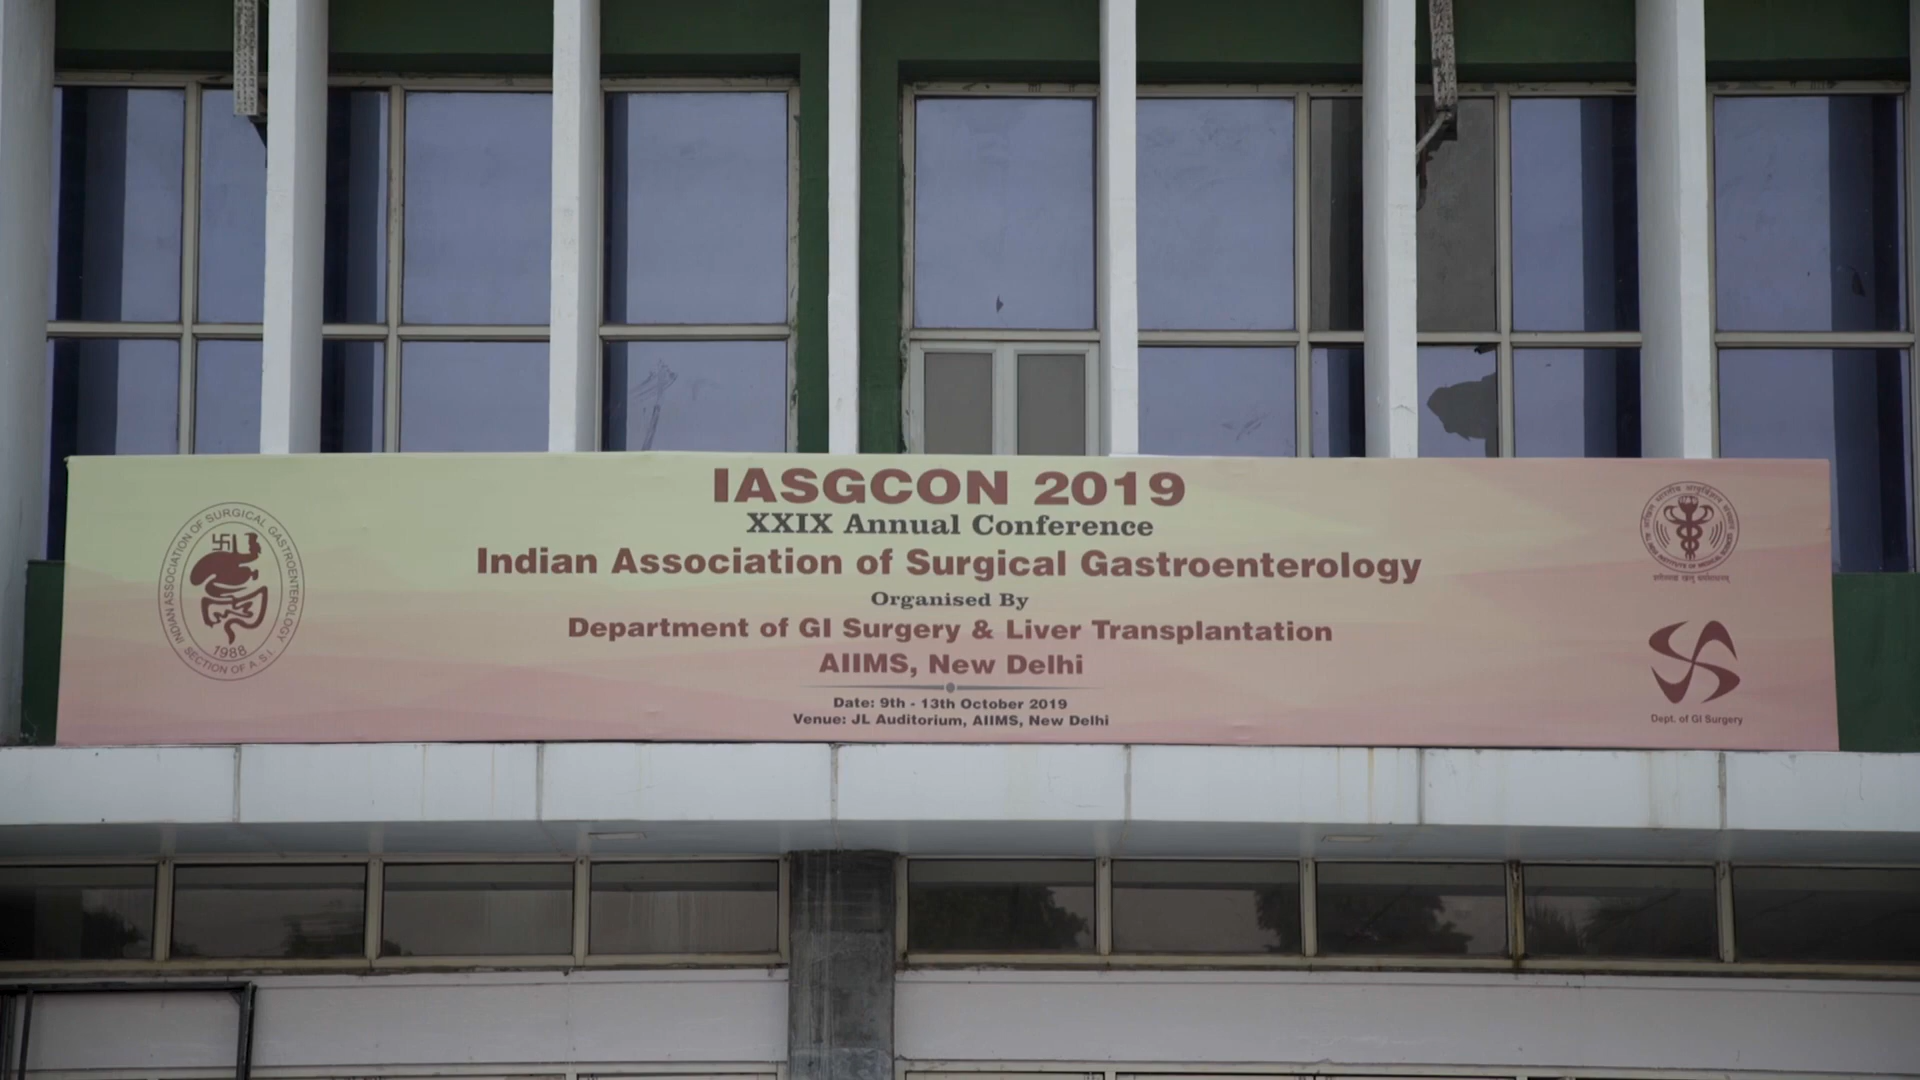 IASGCON 2019
XXIX Annual Conference
Indian Association of Surgical Gastroenterology
Organised By
Department of GI Surgery & Liver Transplantation
AIIMS, New Delhi
Date: 9th - 13th October 2019
Venue: JL Auditorium, AIIMS, New Delhi
INDIAN ASSOCIATION OF SURGICAL GASTROENTEROLOGY
1988
SECTION OF A.S.I.
Dept. of GI Surgery